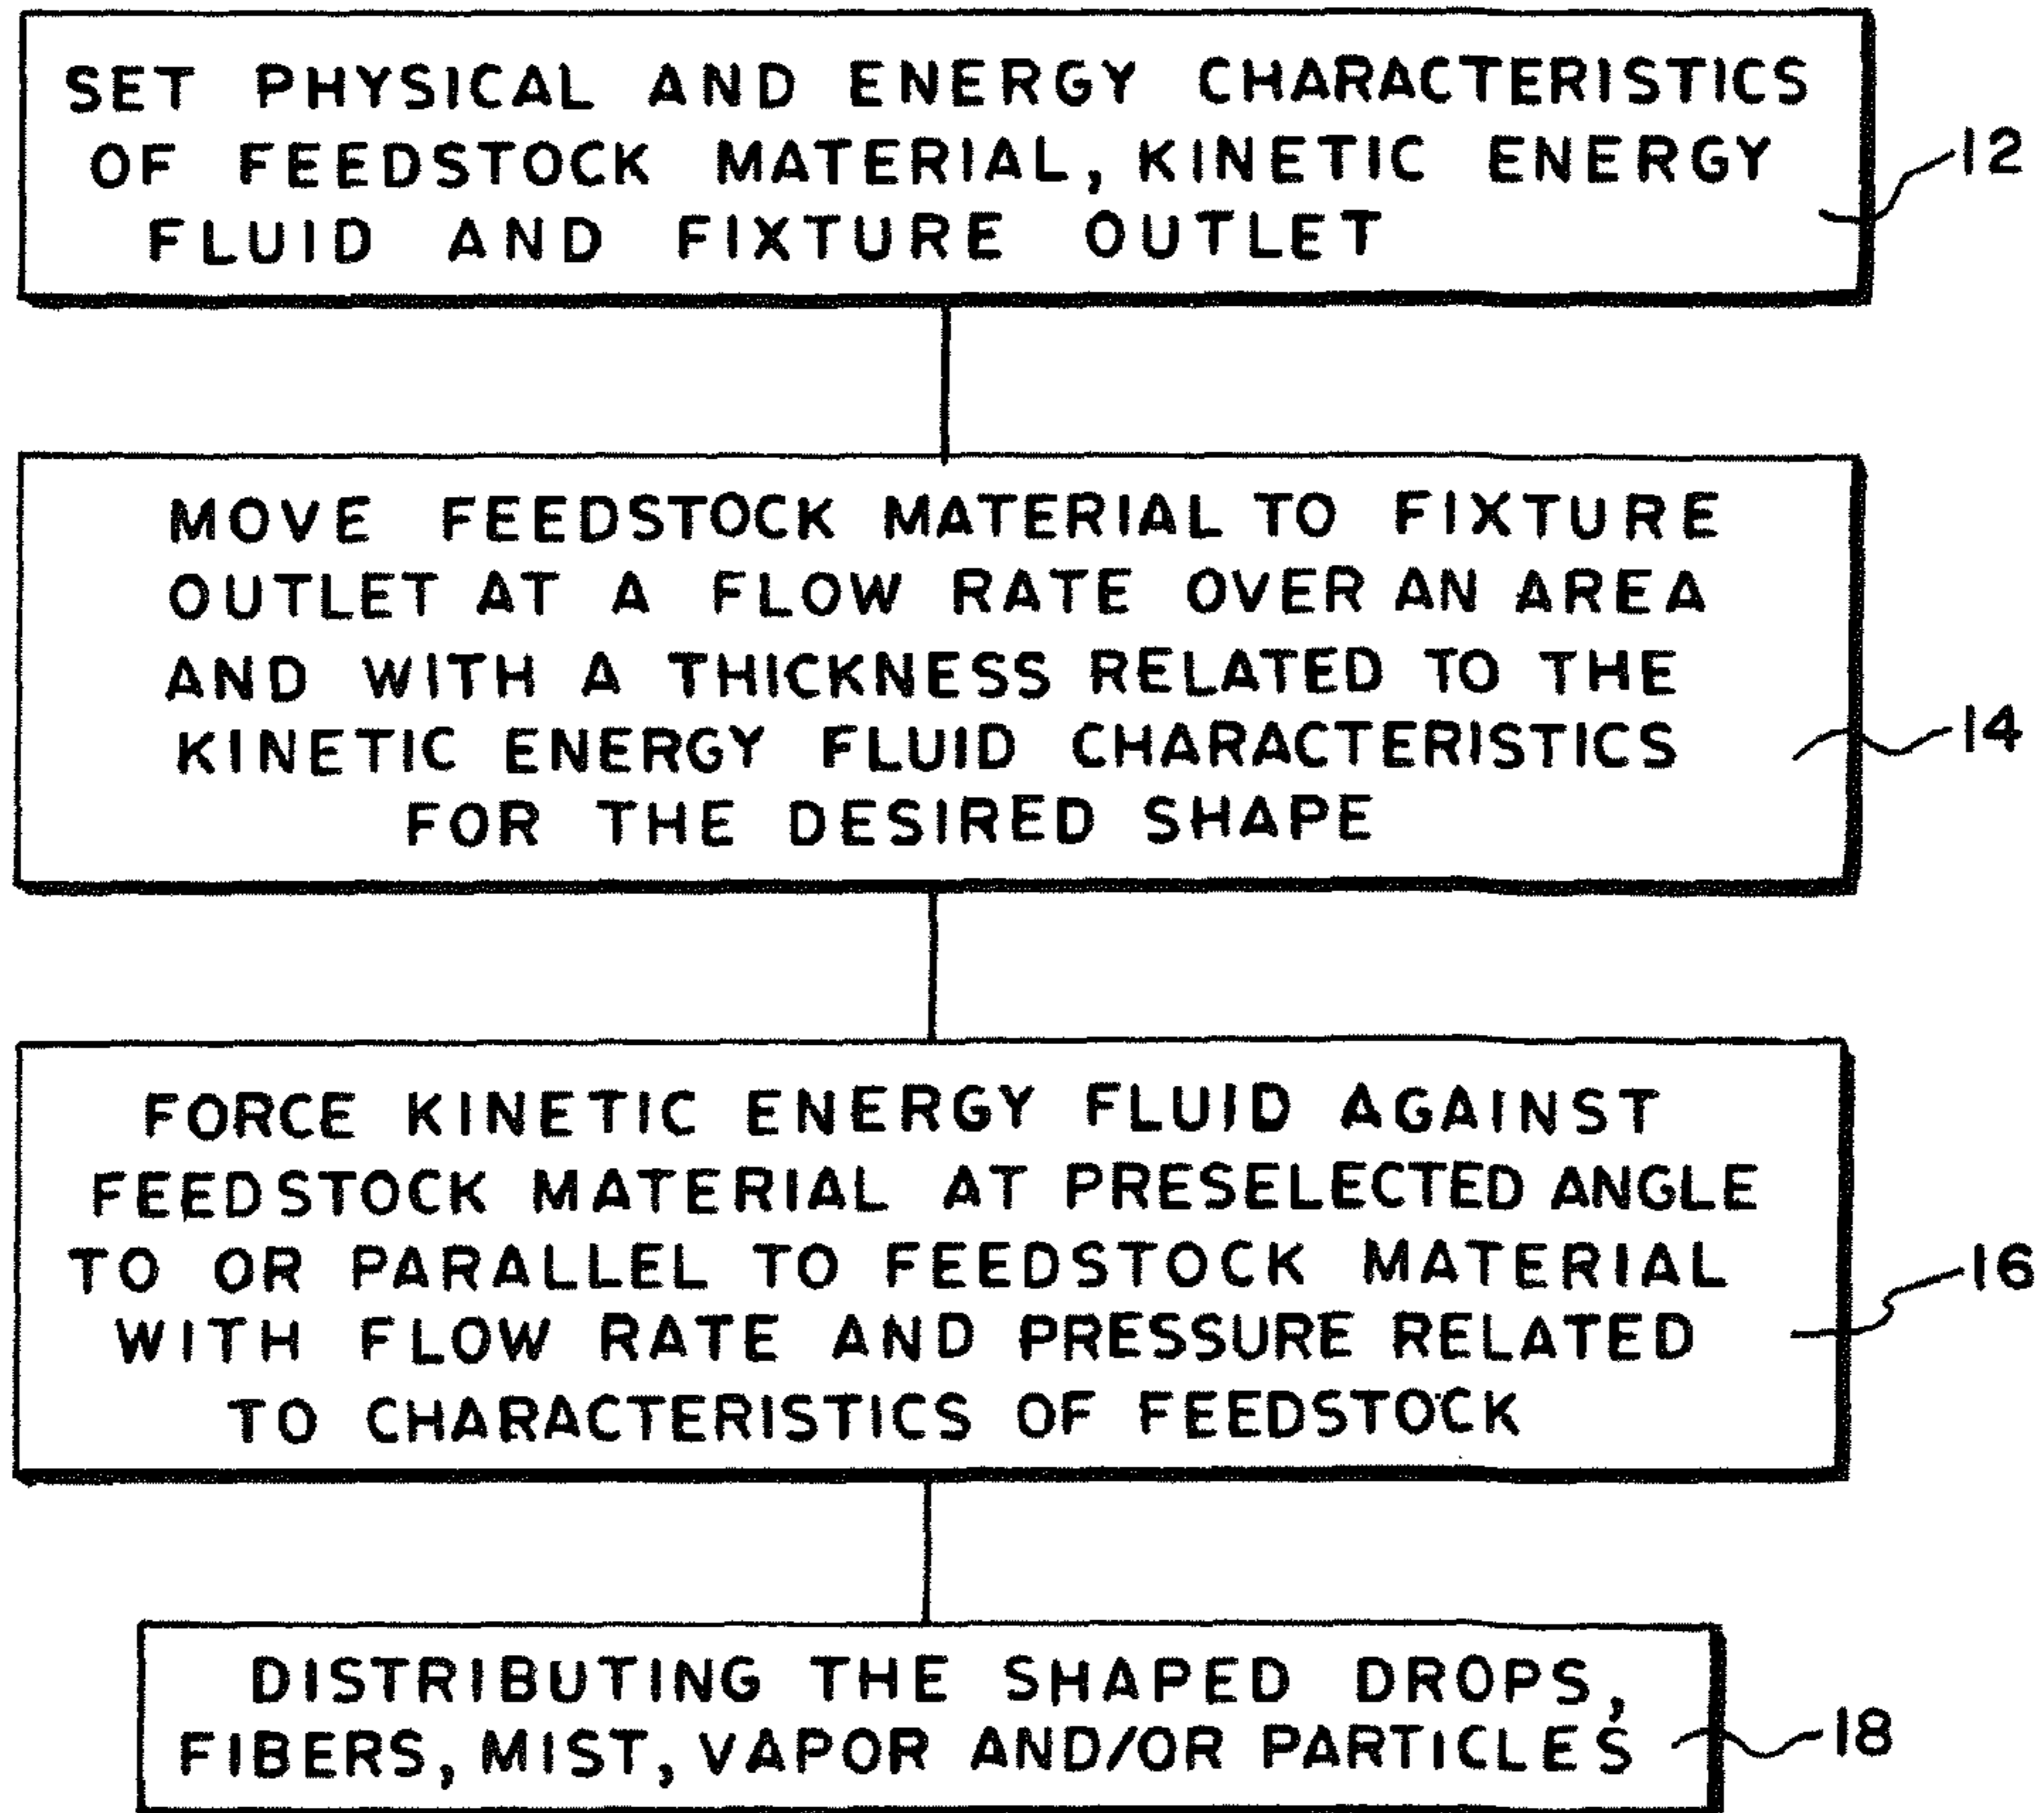 SET PHYSICAL AND ENERGY CHARACTERISTICS
OF FEEDSTOCK MATERIAL, KINETIC ENERGY
FLUID AND FIXTURE OUTLET
12
MOVE FEEDSTOCK MATERIAL TO FIXTURE
OUTLET AT A FLOW RATE OVER AN AREA
AND WITH A THICKNESS RELATED TO THE
KINETIC ENERGY FLUID CHARACTERISTICS
FOR THE DESIRED SHAPE
14
FORCE KINETIC ENERGY FLUID AGAINST
FEEDSTOCK MATERIAL AT PRESELECTED ANGLE
TO OR PARALLEL TO FEEDSTOCK MATERIAL
WITH FLOW RATE AND PRESSURE RELATED
TO CHARACTERISTICS OF FEEDSTOCK
16
DISTRIBUTING THE SHAPED DROPS,
FIBERS, MIST, VAPOR AND/OR PARTICLES
18